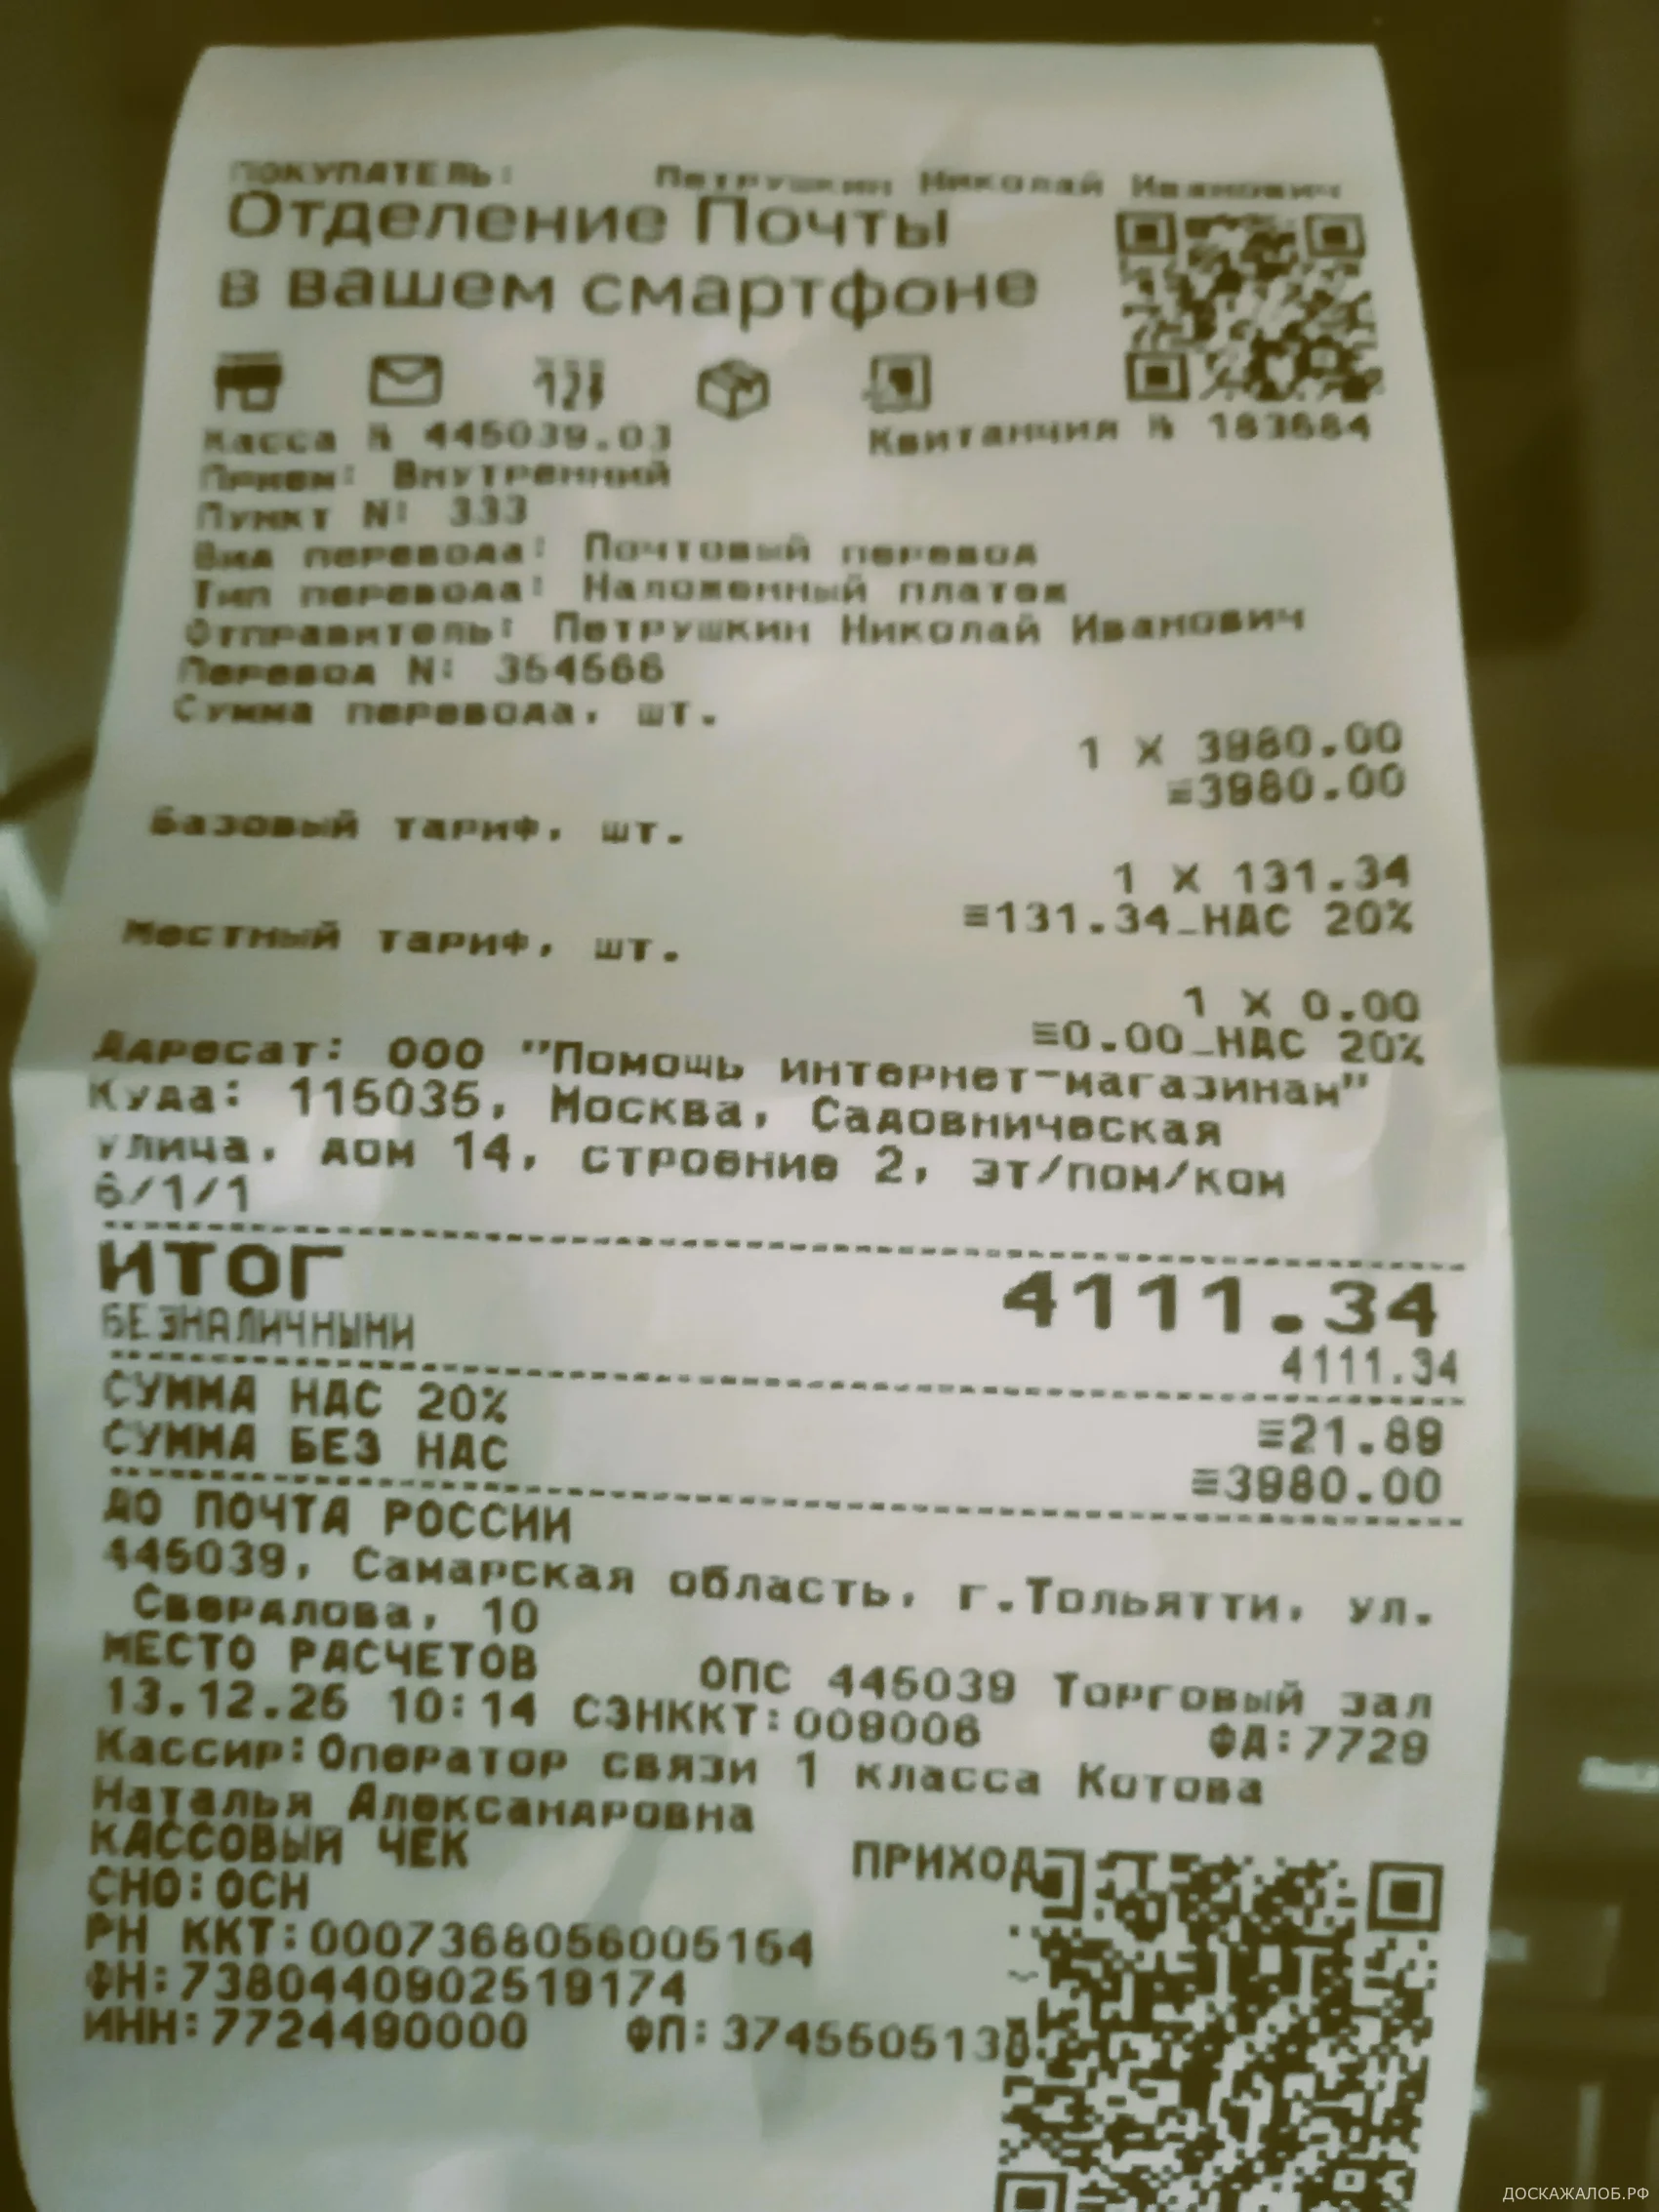 ПОКУПАТЕЛЬ: Петрушкин Николай Иванович
Отделение Почты
в вашем смартфоне
Касса № 445039.03 Квитанция № 183684
Прием: Внутренний
Пункт N: 333
Вид перевода: Почтовый перевод
Тип перевода: Наложенный платеж
Отправитель: Петрушкин Николай Иванович
Перевод N: 354566
Сумма перевода, шт.
1 X 3980.00
≡3980.00
Базовый тариф, шт.
1 X 131.34
≡131.34_НДС 20%
Местный тариф, шт.
1 X 0.00
≡0.00_НДС 20%
Адресат: ООО "Помощь интернет-магазинам"
Куда: 115035, Москва, Садовническая
улица, дом 14, строение 2, эт/пом/ком
6/1/1
ИТОГ 4111.34
БЕЗНАЛИЧНЫМИ 4111.34
СУММА НДС 20% ≡21.89
СУММА БЕЗ НДС ≡3980.00
АО ПОЧТА РОССИИ
445039, Самарская область, г.Тольятти, ул.
Свердлова, 10
МЕСТО РАСЧЕТОВ ОПС 445039 Торговый зал
13.12.25 10:14 СЗНККТ:009006 ФД:7729
Кассир:Оператор связи 1 класса Котова
Наталья Александровна
КАССОВЫЙ ЧЕК ПРИХОД
СНО:ОСН
РН ККТ:0007368056005154
ФН:7380440902519174
ИНН:7724490000 ФП:3745505138
ДОСКАЖАЛОБ.РФ